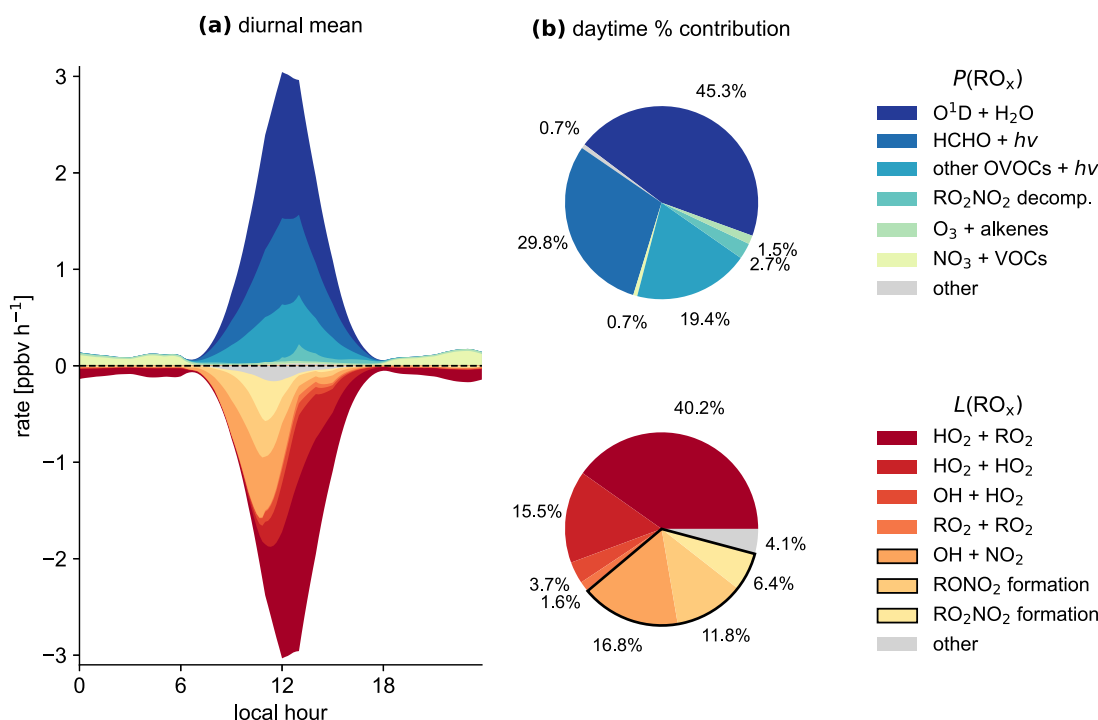 (a) diurnal mean
3
2
1
0
−1
−2
−3
rate [ppbv h⁻¹]
0
6
12
18
local hour
(b) daytime % contribution
45.3%
0.7%
29.8%
0.7%
19.4%
2.7%
1.5%
40.2%
15.5%
3.7%
1.6%
16.8%
11.8%
6.4%
4.1%
P(ROₓ)
O¹D + H₂O
HCHO + hv
other OVOCs + hv
RO₂NO₂ decomp.
O₃ + alkenes
NO₃ + VOCs
other
L(ROₓ)
HO₂ + RO₂
HO₂ + HO₂
OH + HO₂
RO₂ + RO₂
OH + NO₂
RONO₂ formation
RO₂NO₂ formation
other